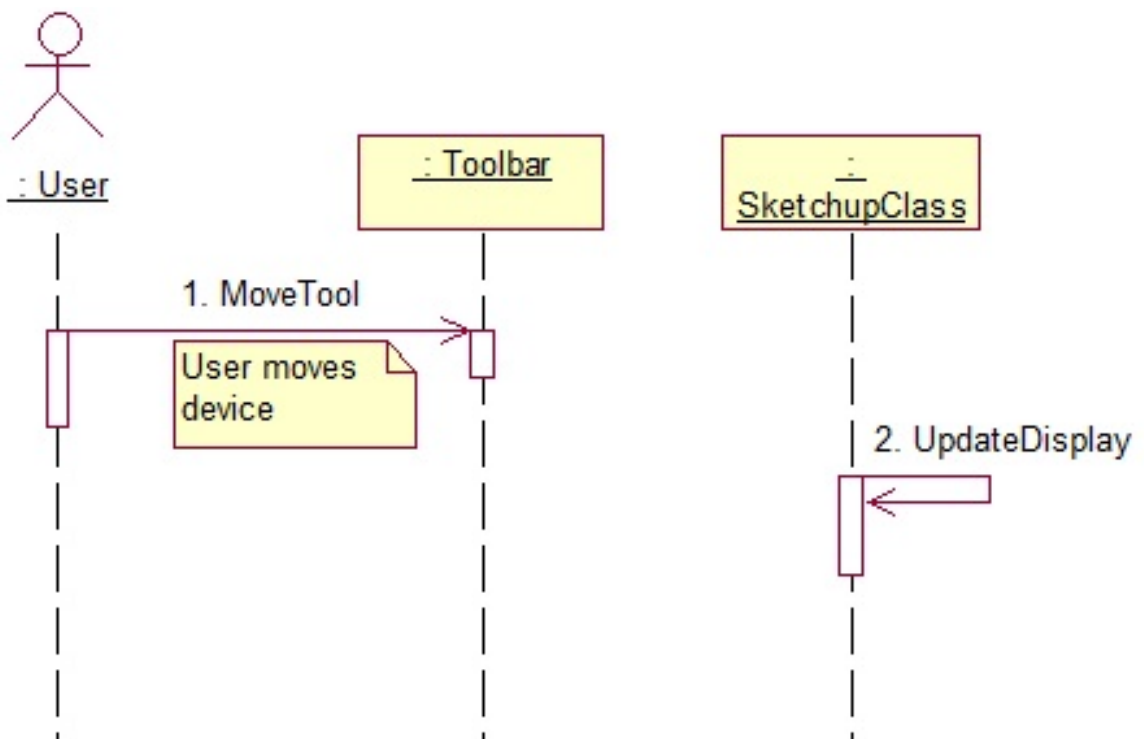 : User
: Toolbar
:
SketchupClass
1. MoveTool
User moves
device
2. UpdateDisplay